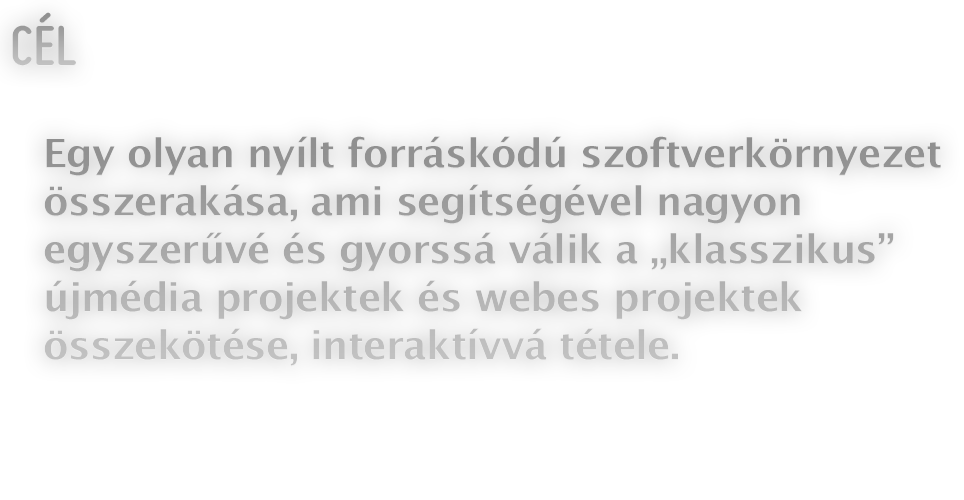 CÉL
Egy olyan nyílt forráskódú szoftverkörnyezet
összerakása, ami segítségével nagyon
egyszerűvé és gyorssá válik a „klasszikus”
újmédia projektek és webes projektek
összekötése, interaktívvá tétele.